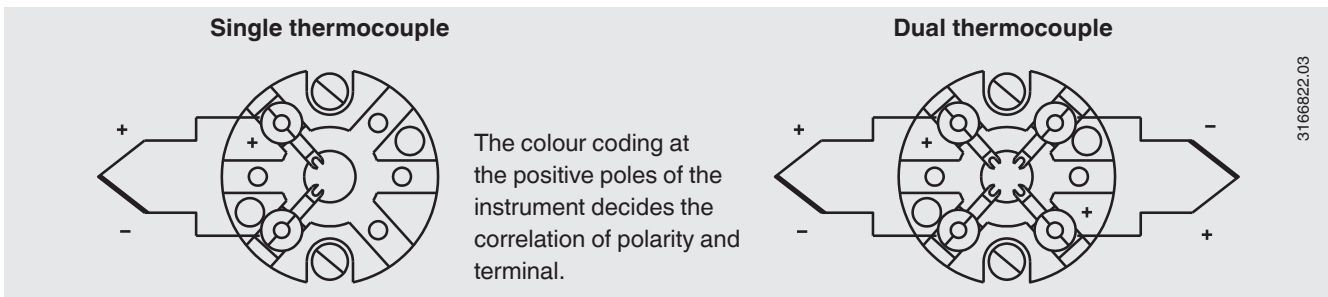 Single thermocouple
+
+
−
The colour coding at
the positive poles of the
instrument decides the
correlation of polarity and
terminal.
Dual thermocouple
+
+
−
−
+
+
3166822.03